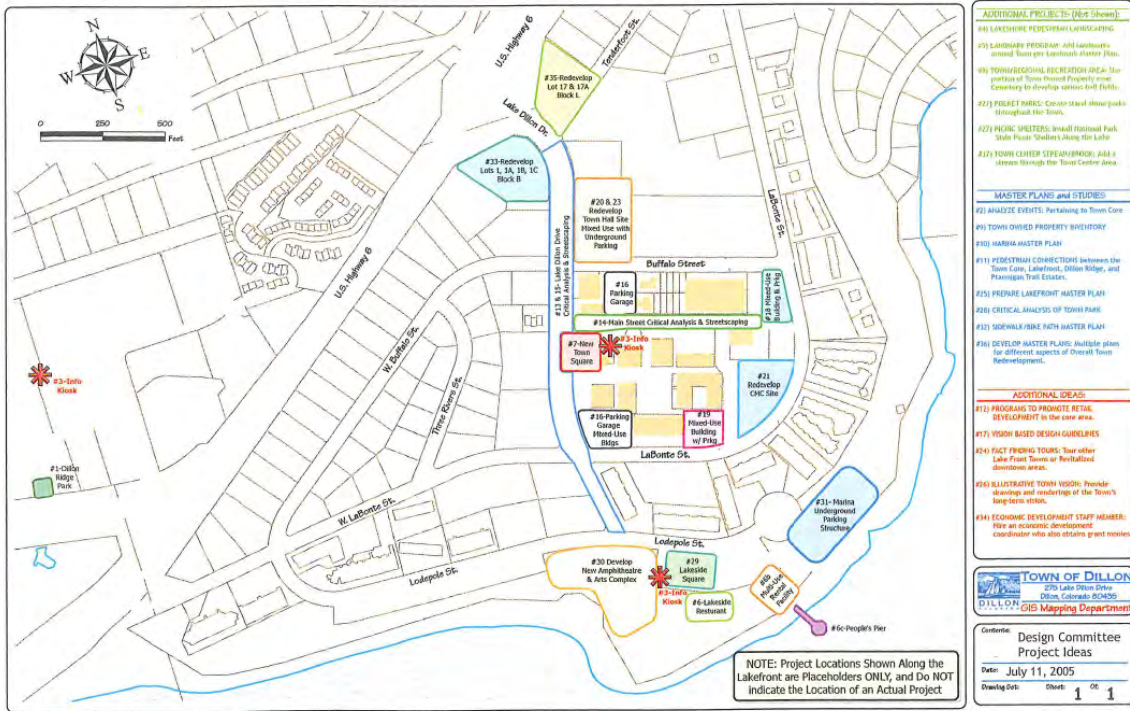 N
W
E
S
0 250 500
Feet
U.S. Highway 6
Tenderfoot St.
#35-Redevelop
Lot 17 & 17A
Block L
Lake Dillon Dr.
#33-Redevelop
Lots 1, 1A, 1B, 1C
Block B
#20 & 23
Redevelop
Town Hall Site
Mixed Use with
Underground
Parking
LaBonte St.
U.S. Highway 6
#13 & 15- Lake Dillon Drive
Critical Analysis & Streetscaping
Buffalo Street
#16
Parking
Garage
#18 Mixed-Use
Building & Prkg
#14-Main Street Critical Analysis & Streetscaping
#7-New
Town
Square
#3-Info
Kiosk
W. Buffalo St.
Three Rivers St.
#3-Info
Kiosk
#21
Redevelop
CMC Site
#16-Parking
Garage
Mixed-Use
Bldgs
#19
Mixed-Use
Building
w/ Prkg
LaBonte St.
#1-Dillon
Ridge
Park
W. LaBonte St.
#31- Marina
Underground
Parking
Structure
Lodepole St.
Lodepole St.
#30 Develop
New Amphitheatre
& Arts Complex
#29
Lakeside
Square
#3-Info
Kiosk
#6-Lakeside
Resturant
#6b
Multi-Use
Rental
Facility
#6c-People's Pier
NOTE: Project Locations Shown Along the
Lakefront are Placeholders ONLY, and Do NOT
indicate the Location of an Actual Project
ADDITIONAL PROJECTS (Not Shown):
#4) LAKESHORE PEDESTRIAN LANDSCAPING
#5) LANDMARK PROGRAM: Add landmarks
around Town per Landmark Master Plan.
TOWN/REGIONAL RECREATION AREA: Use
portion of Town Owned Property near
Cemetery to develop various ball fields.
POCKET PARKS: Create small parks
throughout the Town.
PICNIC SHELTERS: Install National Park
Style Picnic Shelters Along the Lake
TOWN CENTER STREAM/BROOK: Add a
stream through the Town Center Area.
MASTER PLANS and STUDIES
#2) ANALYZE EVENTS: Pertaining to Town Core
#9) TOWN OWNED PROPERTY INVENTORY
#10) MARINA MASTER PLAN
#11) PEDESTRIAN CONNECTIONS between the
Town Core, Lakefront, Dillon Ridge, and
Ptarmigan Trail Estates.
#25) PREPARE LAKEFRONT MASTER PLAN
#28) CRITICAL ANALYSIS OF TOWN PARK
#32) SIDEWALK/BIKE PATH MASTER PLAN
#36) DEVELOP MASTER PLANS: Multiple plans
for different aspects of Overall Town
Redevelopment.
ADDITIONAL IDEAS:
#12) PROGRAMS TO PROMOTE RETAIL
DEVELOPMENT in the core area.
#17) VISION BASED DESIGN GUIDELINES
#24) FACT FINDING TOURS: Tour other
Lake Front Towns or Revitalized
downtown areas.
#26) ILLUSTRATIVE TOWN VISION: Provide
drawings and renderings of the Town's
long-term vision.
#34) ECONOMIC DEVELOPMENT STAFF MEMBER:
Hire an economic development
coordinator who also obtains grant monies
TOWN OF DILLON
275 Lake Dillon Drive
Dillon, Colorado 80435
DILLON
GIS Mapping Department
Contents:
Design Committee
Project Ideas
Date: July 11, 2005
Sheet: 1 Of: 1